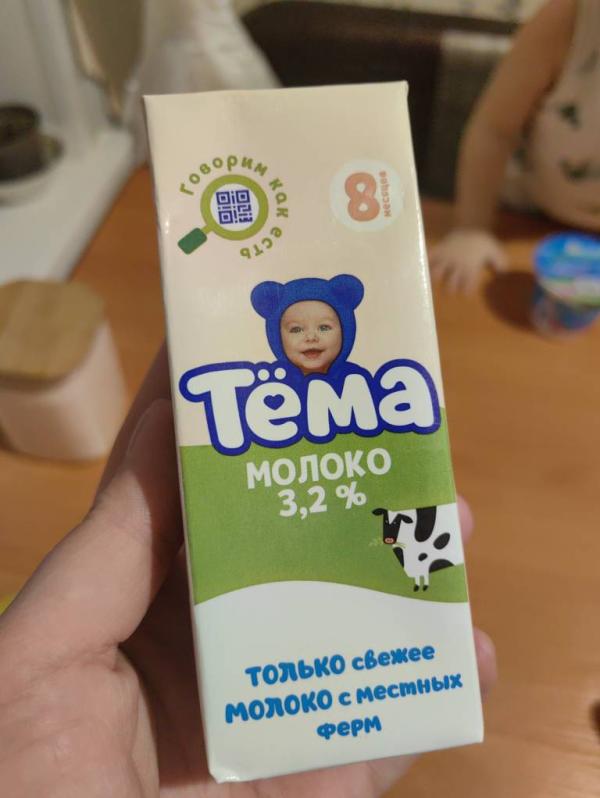 Говорим как есть
8
месяцев
Тёма
МОЛОКО
3,2 %
ТОЛЬКО свежее
МОЛОКО с местных
ферм